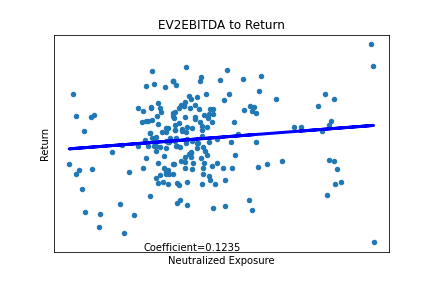 EV2EBITDA to Return
Return
Coefficient=0.1235
Neutralized Exposure